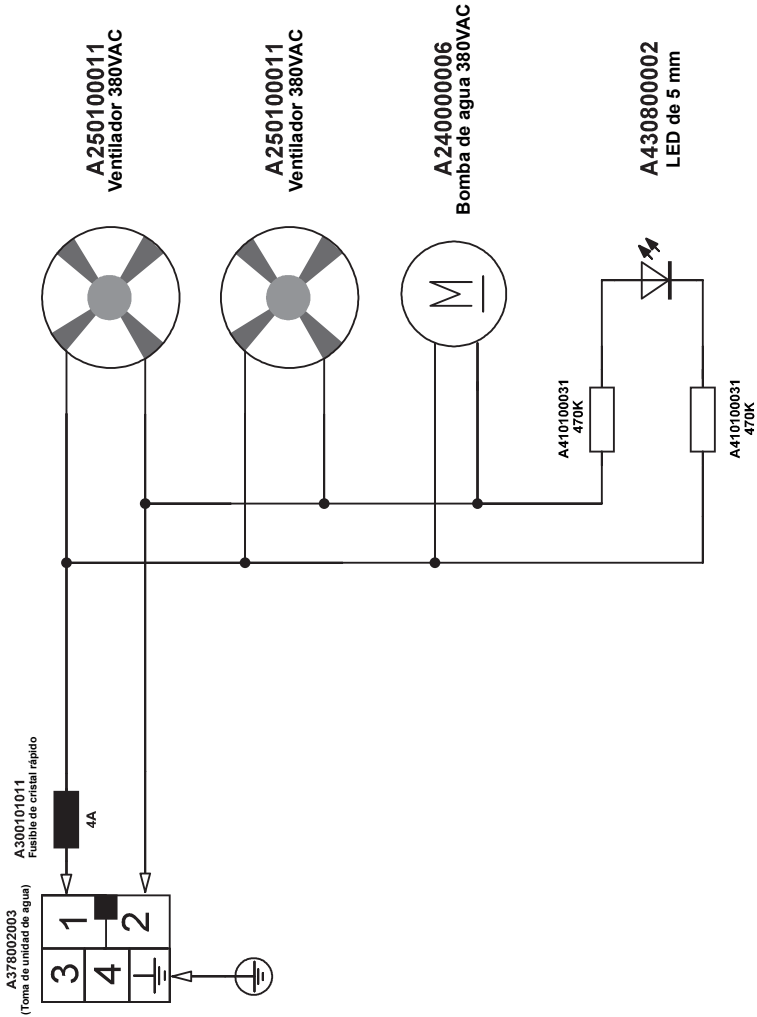 A250100011
Ventilador 380VAC
A250100011
Ventilador 380VAC
A240000006
Bomba de agua 380VAC
A430800002
LED de 5 mm
M
A410100031
470K
A410100031
470K
A300101011
Fusible de cristal rápido
4A
A378002003
(Toma de unidad de agua)
1
2
3
4